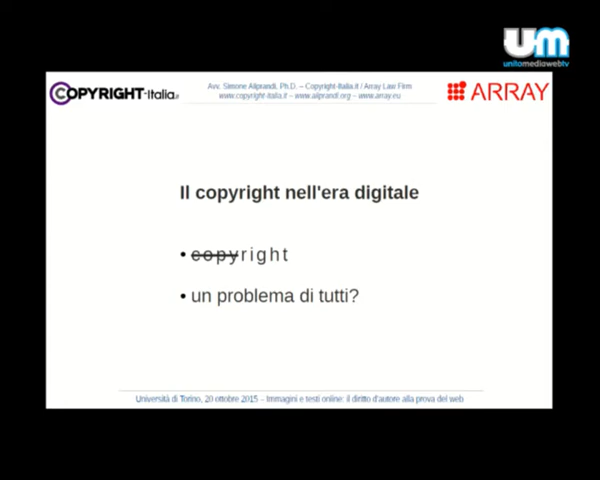 um
unitomediawebtv
COPYRIGHT-Italia.it
Avv. Simone Aliprandi, Ph.D. – Copyright-Italia.it / Array Law Firm
www.copyright-italia.it – www.aliprandi.org – www.array.eu
ARRAY
Il copyright nell'era digitale
• copyright
• un problema di tutti?
Università di Torino, 20 ottobre 2015 – Immagini e testi online: il diritto d'autore alla prova del web